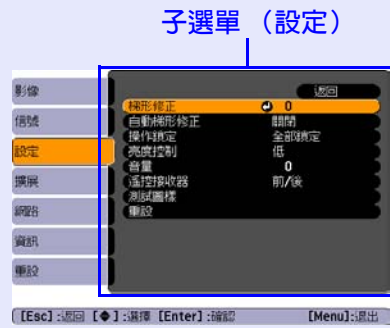 子選單 （設定）
影像
信號
設定
擴展
網路
資訊
重設
返回
梯形修正 0
自動梯形修正 關閉
操作鎖定 全部鎖定
亮度控制 低
音量 0
遙控接收器 前/後
測試圖樣
重設
[Esc] :返回 [◆] :選擇 [Enter] :確認 [Menu]:退出